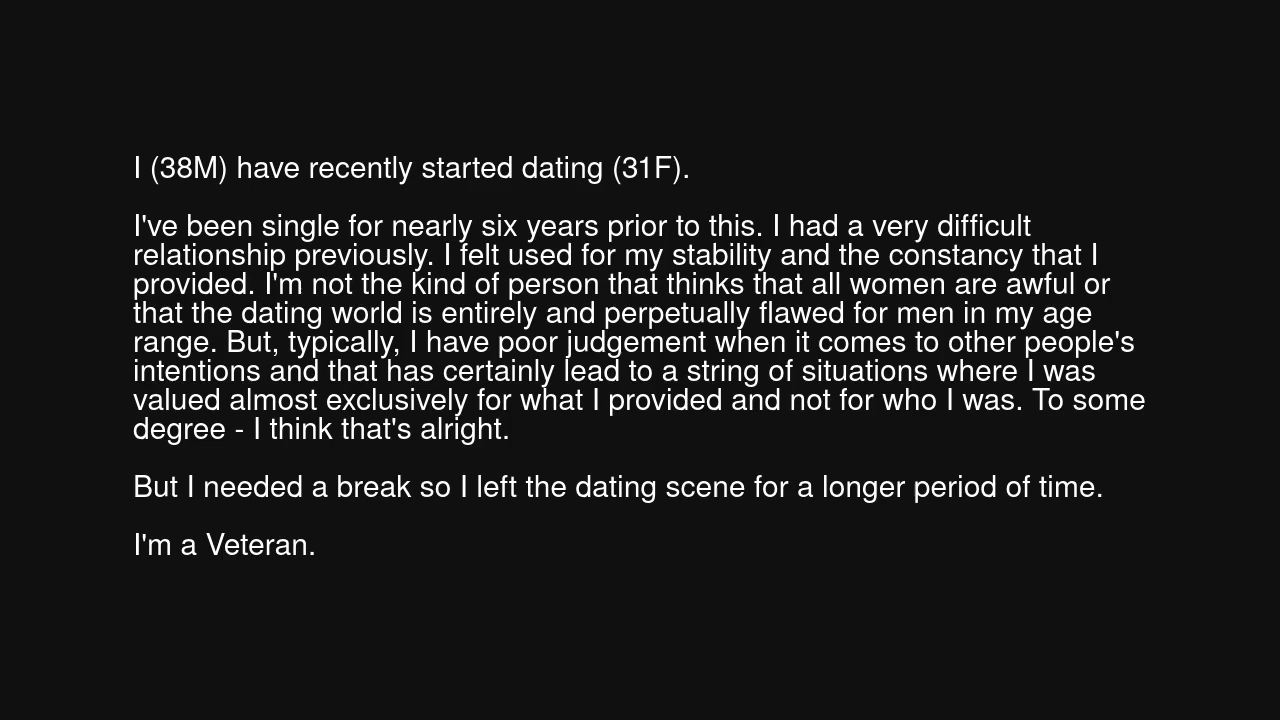 I (38M) have recently started dating (31F).
I've been single for nearly six years prior to this. I had a very difficult
relationship previously. I felt used for my stability and the constancy that I
provided. I'm not the kind of person that thinks that all women are awful or
that the dating world is entirely and perpetually flawed for men in my age
range. But, typically, I have poor judgement when it comes to other people's
intentions and that has certainly lead to a string of situations where I was
valued almost exclusively for what I provided and not for who I was. To some
degree - I think that's alright.
But I needed a break so I left the dating scene for a longer period of time.
I'm a Veteran.